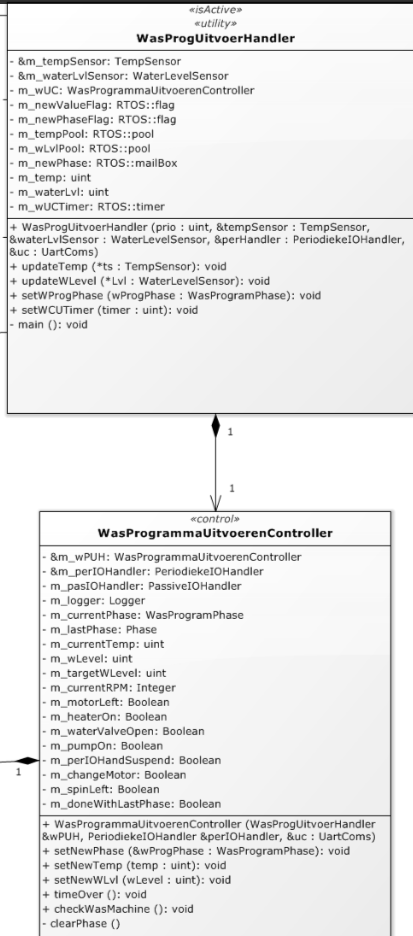 «isActive»
«utility»
WasProgUitvoerHandler
- &m_tempSensor: TempSensor
- &m_waterLvlSensor: WaterLevelSensor
- m_wUC: WasProgrammaUitvoerenController
- m_newValueFlag: RTOS::flag
- m_newPhaseFlag: RTOS::flag
- m_tempPool: RTOS::pool
- m_wLvlPool: RTOS::pool
- m_newPhase: RTOS::mailBox
- m_temp: uint
- m_waterLvl: uint
- m_wUCTimer: RTOS::timer
+ WasProgUitvoerHandler (prio : uint, &tempSensor : TempSensor,
&waterLvlSensor : WaterLevelSensor, &perHandler : PeriodiekeIOHandler,
&uc : UartComs)
+ updateTemp (*ts : TempSensor): void
+ updateWLevel (*Lvl : WaterLevelSensor): void
+ setWProgPhase (wProgPhase : WasProgramPhase): void
+ setWCUTimer (timer : uint): void
- main (): void
1
1
«control»
WasProgrammaUitvoerenController
- &m_wPUH: WasProgrammaUitvoerenController
- &m_perIOHandler: PeriodiekeIOHandler
- m_pasIOHandler: PassiveIOHandler
- m_logger: Logger
- m_currentPhase: WasProgramPhase
- m_lastPhase: Phase
- m_currentTemp: uint
- m_wLevel: uint
- m_targetWLevel: uint
- m_currentRPM: Integer
- m_motorLeft: Boolean
- m_heaterOn: Boolean
- m_waterValveOpen: Boolean
- m_pumpOn: Boolean
- m_perIOHandSuspend: Boolean
- m_changeMotor: Boolean
- m_spinLeft: Boolean
- m_doneWithLastPhase: Boolean
1
+ WasProgrammaUitvoerenController (WasProgUitvoerHandler
&wPUH, PeriodiekeIOHandler &perIOHandler, &uc : UartComs)
+ setNewPhase (&wProgPhase : WasProgramPhase): void
+ setNewTemp (temp : uint): void
+ setNewWLvl (wLevel : uint): void
+ timeOver (): void
+ checkWasMachine (): void
- clearPhase ()